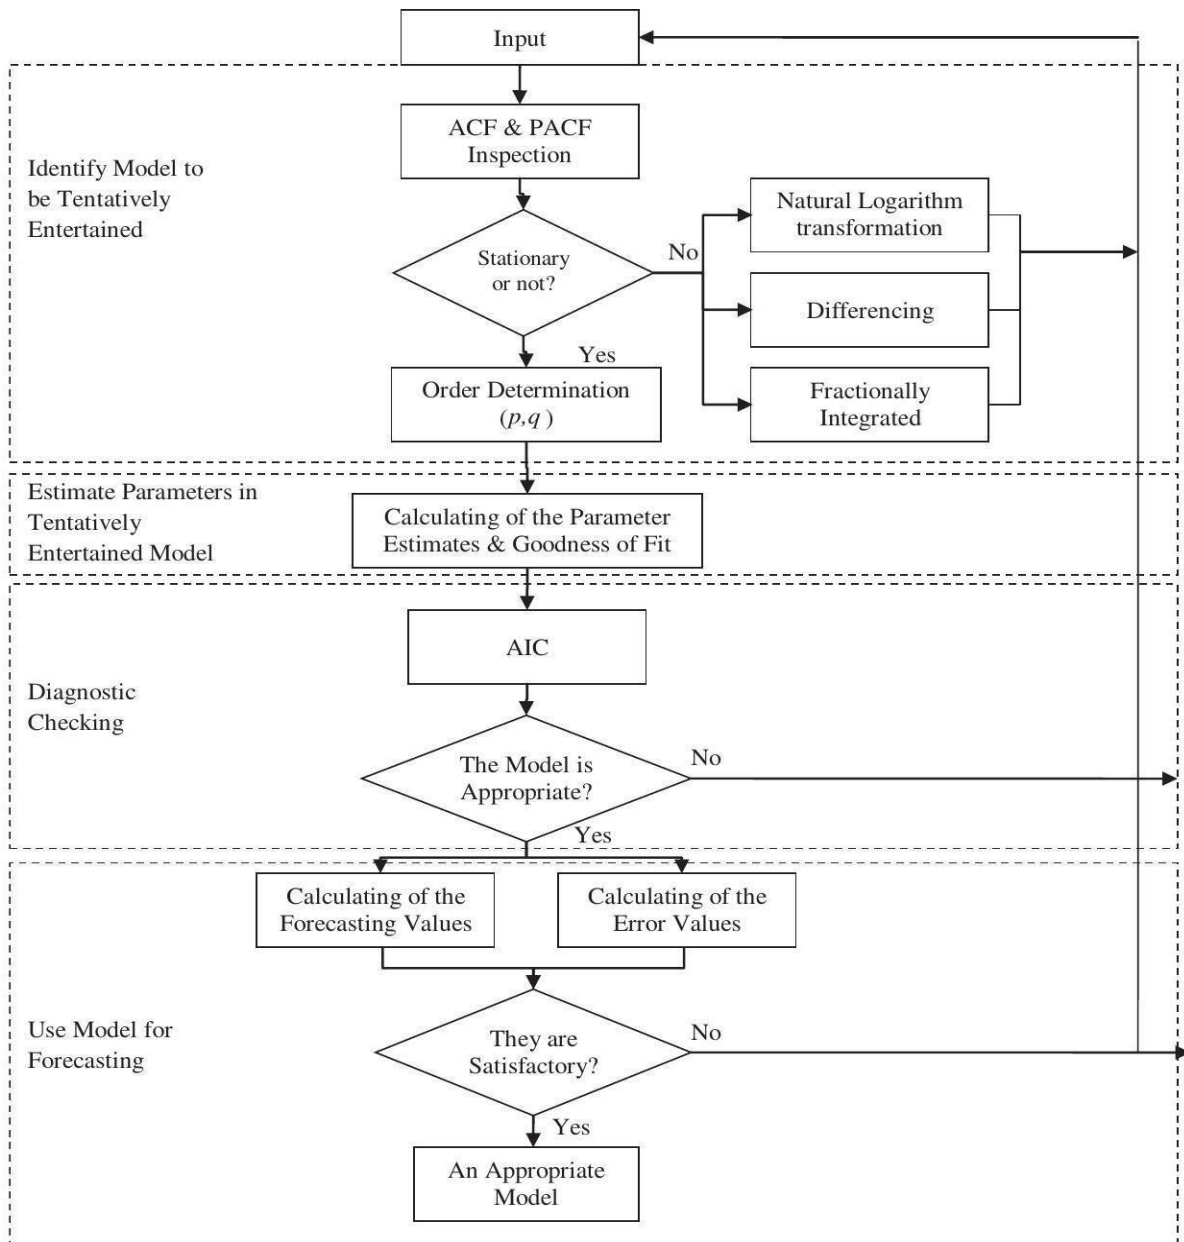 Input
ACF & PACF
Inspection
Identify Model to
be Tentatively
Entertained
Stationary
or not?
No
Natural Logarithm
transformation
Differencing
Fractionally
Integrated
Yes
Order Determination
(p,q )
Estimate Parameters in
Tentatively
Entertained Model
Calculating of the Parameter
Estimates & Goodness of Fit
AIC
Diagnostic
Checking
The Model is
Appropriate?
No
Yes
Calculating of the
Forecasting Values
Calculating of the
Error Values
Use Model for
Forecasting
They are
Satisfactory?
No
Yes
An Appropriate
Model